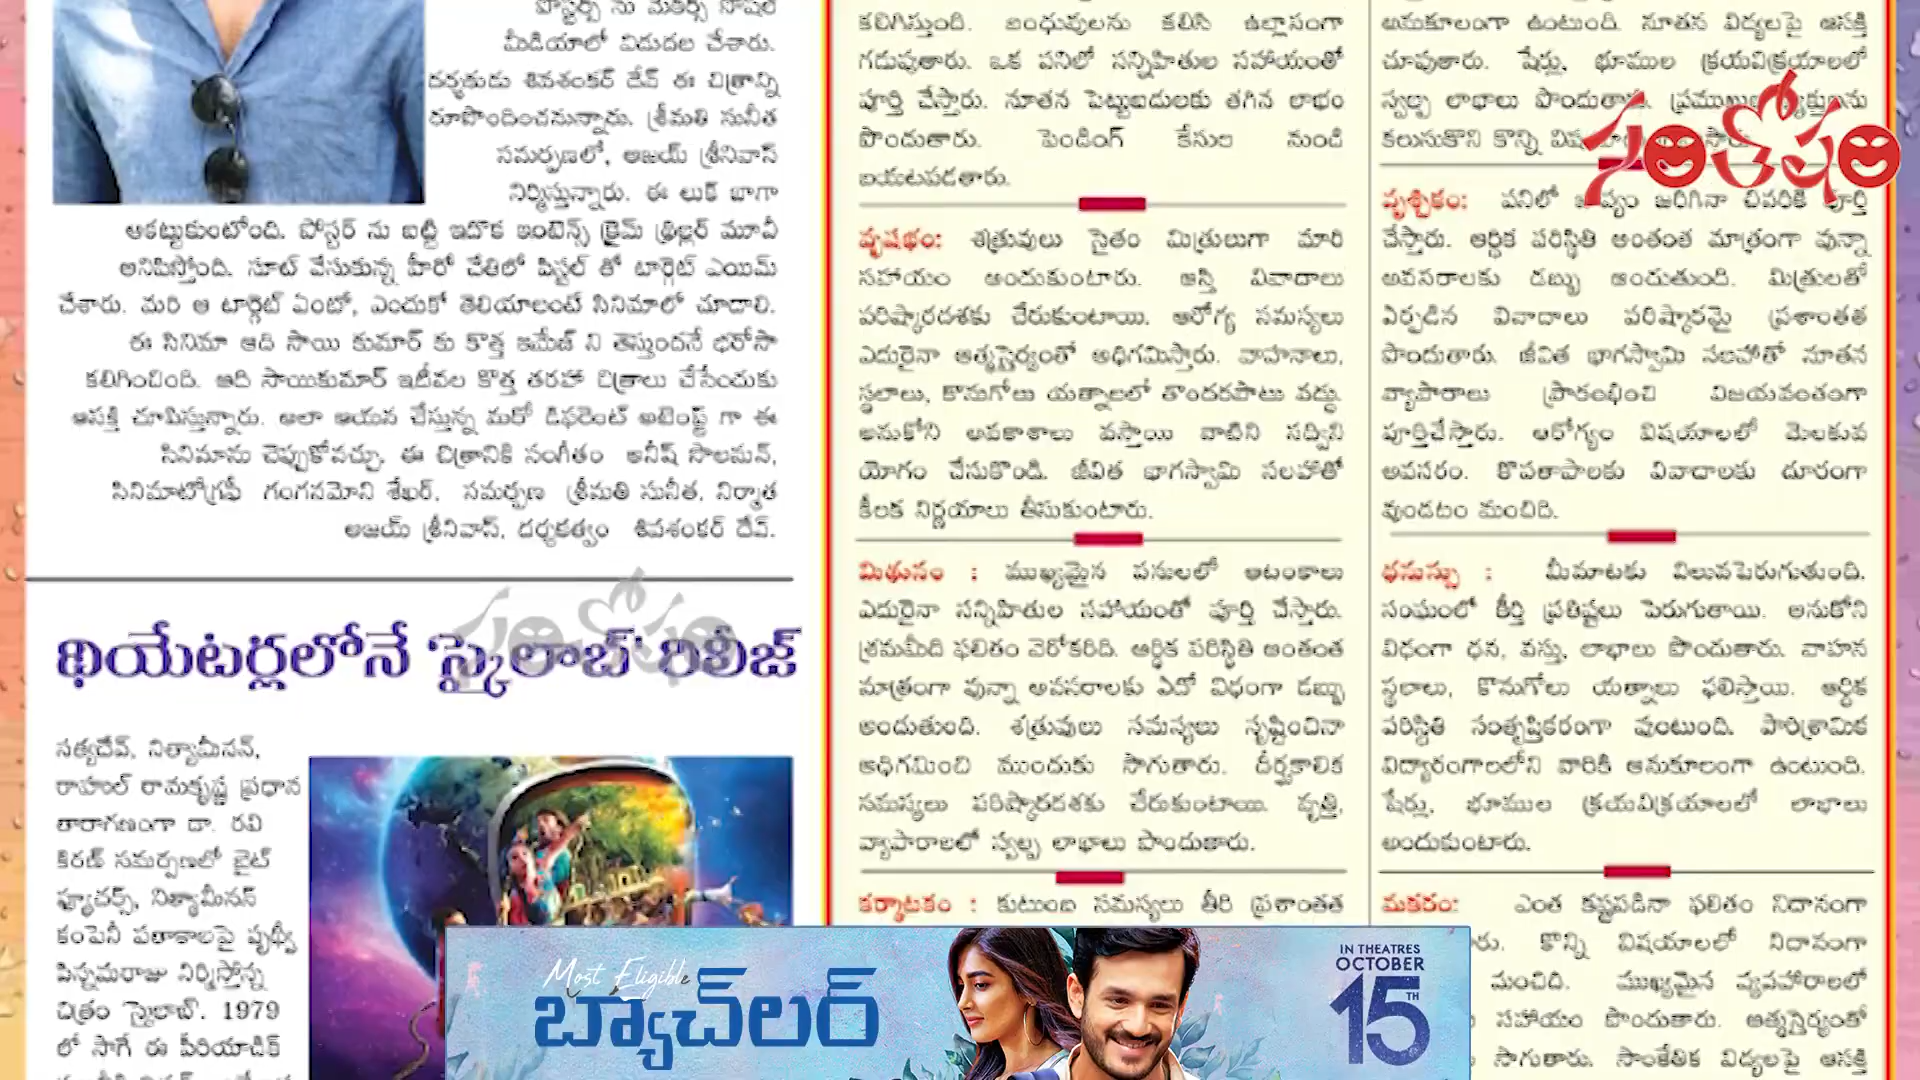 మీడియాలో విడుదల చేశారు.
దర్శకుడు శివశంకర్ దేవ్ ఈ చిత్రాన్ని
రూపొందించనున్నారు. శ్రీమతి సునీత
సమర్పణలో, అజయ్ శ్రీనివాస్
నిర్మిస్తున్నారు. ఈ లుక్ బాగా
ఆకట్టుకుంటోంది. పోస్టర్ ను బట్టి ఇదొక ఇంటెన్స్ క్రైమ్ థ్రిల్లర్ మూవీ
అనిపిస్తోంది. సూట్ వేసుకున్న హీరో చేతిలో పిస్టల్ తో టార్గెట్ ఎయిమ్
చేశారు. మరి ఆ టార్గెట్ ఏంటో, ఎందుకో తెలియాలంటే సినిమాలో చూడాలి.
ఈ సినిమా ఆది సాయి కుమార్ కు కొత్త ఇమేజ్ ని తెస్తుందనే భరోసా
కలిగించింది. ఆది సాయికుమార్ ఇటీవల కొత్త తరహా చిత్రాలు చేసేందుకు
ఆసక్తి చూపిస్తున్నారు. అలా ఆయన చేస్తున్న మరో డిఫరెంట్ అటెంప్ట్ గా ఈ
సినిమాను చెప్పుకోవచ్చు. ఈ చిత్రానికి సంగీతం అనీష్ సాలమన్,
సినిమాటోగ్రఫీ గంగనమోని శేఖర్, సమర్పణ శ్రీమతి సునీత, నిర్మాత
అజయ్ శ్రీనివాస్, దర్శకత్వం శివశంకర్ దేవ్.
థియేటర్లలోనే 'స్కైలాబ్' రిలీజ్
సత్యదేవ్, నిత్యామీనన్,
రాహుల్ రామకృష్ణ ప్రధాన
తారాగణంగా డా. రవి
కిరణ్ సమర్పణలో బైట్
ఫ్యూచర్స్, నిత్యామీనన్
కంపెనీ పతాకాలపై పృథ్వీ
పిన్నమరాజు నిర్మిస్తోన్న
చిత్రం 'స్కైలాబ్'. 1979
లో సాగే ఈ పీరియాడిక్
కలిగిస్తుంది. బంధువులను కలిసి ఉల్లాసంగా
గడుపుతారు. ఒక పనిలో సన్నిహితుల సహాయంతో
పూర్తి చేస్తారు. నూతన పెట్టుబడులకు తగిన లాభం
పొందుతారు. పెండింగ్ కేసుల నుండి
బయటపడతారు.
వృషభం: శత్రువులు సైతం మిత్రులుగా మారి
సహాయం అందుకుంటారు. ఆస్తి వివాదాలు
పరిష్కారదశకు చేరుకుంటాయి. ఆరోగ్య సమస్యలు
ఎదురైనా ఆత్మస్థైర్యంతో అధిగమిస్తారు. వాహనాలు,
స్థలాలు, కొనుగోలు యత్నాలలో తొందరపాటు వద్దు.
అనుకోని అవకాశాలు వస్తాయి వాటిని సద్విని
యోగం చేసుకొండి. జీవిత భాగస్వామి సలహాతో
కీలక నిర్ణయాలు తీసుకుంటారు.
మిథునం : ముఖ్యమైన పనులలో ఆటంకాలు
ఎదురైనా సన్నిహితుల సహాయంతో పూర్తి చేస్తారు.
శ్రమమీది ఫలితం వెరొకరిది. ఆర్థిక పరిస్థితి అంతంత
మాత్రంగా వున్నా అవసరాలకు ఎదో విధంగా డబ్బు
అందుతుంది. శత్రువులు సమస్యలు సృష్టించినా
అధిగమించి ముందుకు సాగుతారు. దీర్ఘకాలిక
సమస్యలు పరిష్కారదశకు చేరుకుంటాయి. వృత్తి,
వ్యాపారాలలో స్వల్ప లాభాలు పొందుతారు.
కర్కాటకం : కుటుంబ సమస్యలు తీరి ప్రశాంతత
అనుకూలంగా ఉంటుంది. నూతన విద్యలపై ఆసక్తి
చూపుతారు. షేర్లు, భూముల క్రయవిక్రయాలలో
స్వల్ప లాభాలు పొందుతారు. ప్రముఖ
కలుసుకొని కొన్ని
వృశ్చికం: పనిలో జాప్యం జరిగినా చివరికి పూర్తి
చేస్తారు. ఆర్థిక పరిస్థితి అంతంత మాత్రంగా వున్నా
అవసరాలకు డబ్బు అందుతుంది. మిత్రులతో
ఏర్పడిన వివాదాలు పరిష్కారమై ప్రశాంతత
పొందుతారు. జీవిత భాగస్వామి సలహాతో నూతన
వ్యాపారాలు ప్రారంభించి విజయవంతంగా
పూర్తిచేస్తారు. ఆరోగ్యం విషయాలలో మెలకువ
అవసరం. కొపతాపాలకు వివాదాలకు దూరంగా
వుండటం మంచిది.
ధనుస్సు : మీమాటకు విలువపెరుగుతుంది.
సంఘంలో కీర్తి ప్రతిష్టలు పెరుగుతాయి. అనుకోని
విధంగా ధన, వస్తు, లాభాలు పొందుతారు. వాహన
స్థలాలు, కొనుగోలు యత్నాలు ఫలిస్తాయి. ఆర్థిక
పరిస్థితి సంతృప్తికరంగా వుంటుంది. పారిశ్రామిక
విద్యారంగాలలోని వారికి అనుకూలంగా ఉంటుంది.
షేర్లు, భూముల క్రయవిక్రయాలలో లాభాలు
అందుకుంటారు.
మకరం: ఎంత కష్టపడినా ఫలితం నిదానంగా
కొన్ని విషయాలలో నిదానంగా
మంచిది. ముఖ్యమైన వ్యవహారాలలో
సహాయం పొందుతారు. ఆత్మస్థైర్యంతో
సాగుతారు. సాంకేతిక విద్యలపై ఆసక్తి
సంతోషం
సంతోషం
Most Eligible
బ్యాచ్‌లర్
IN THEATRES
OCTOBER
15TH